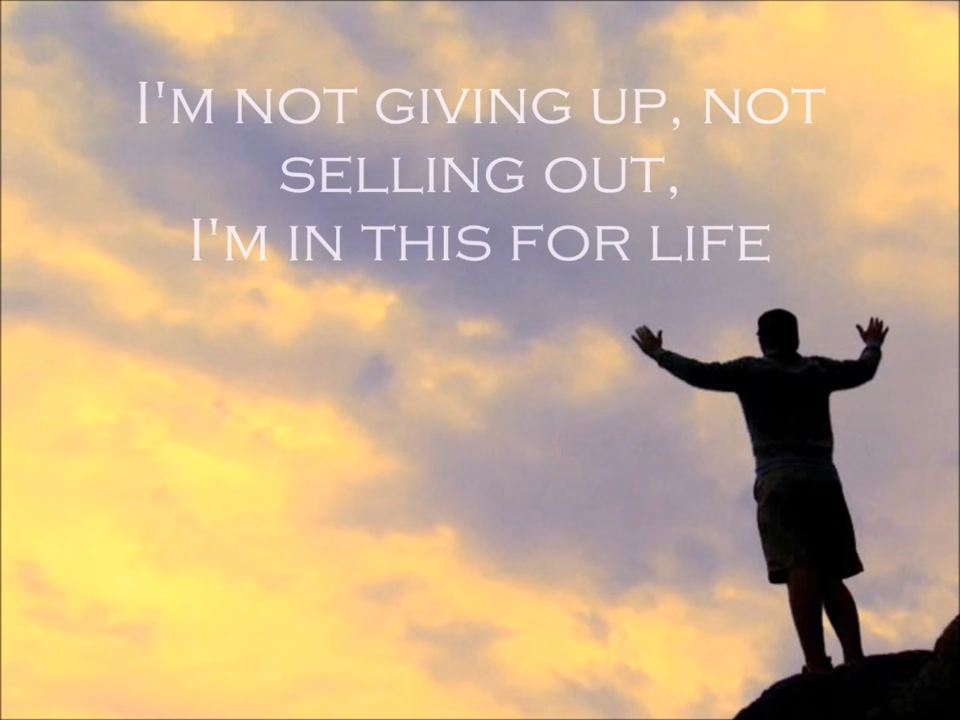 I'm not giving up, not
selling out,
I'm in this for life